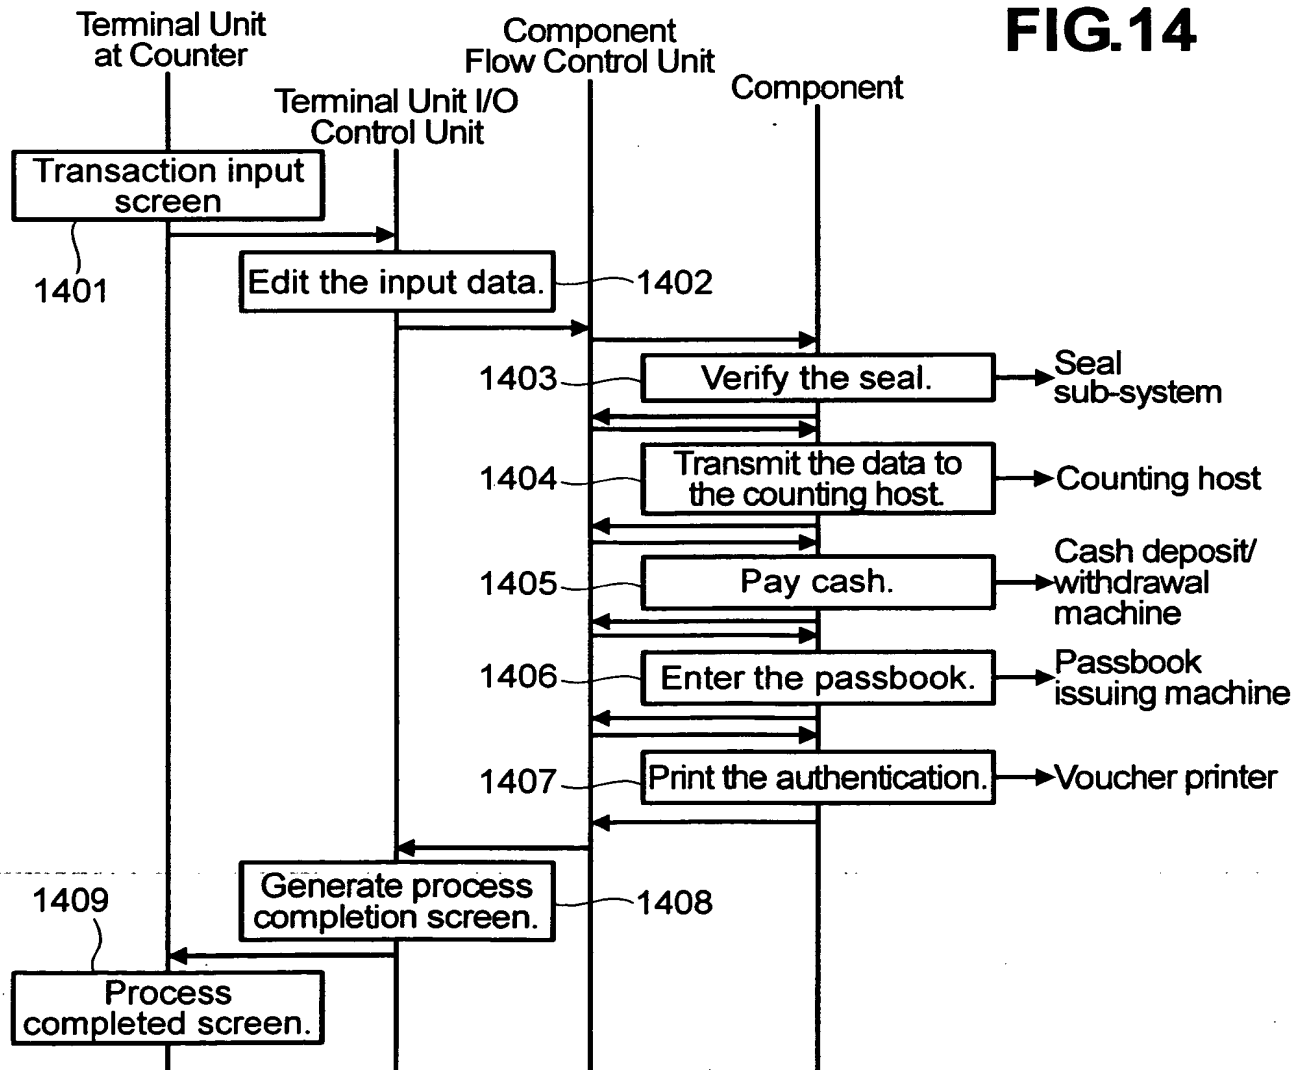 FIG.14
Terminal Unit
at Counter
Component
Flow Control Unit
Terminal Unit I/O
Control Unit
Component
Transaction input
screen
1401
Edit the input data.
1402
1403
Verify the seal.
Seal
sub-system
1404
Transmit the data to
the counting host.
Counting host
1405
Pay cash.
Cash deposit/
withdrawal
machine
1406
Enter the passbook.
Passbook
issuing machine
1407
Print the authentication.
Voucher printer
Generate process
completion screen.
1408
1409
Process
completed screen.